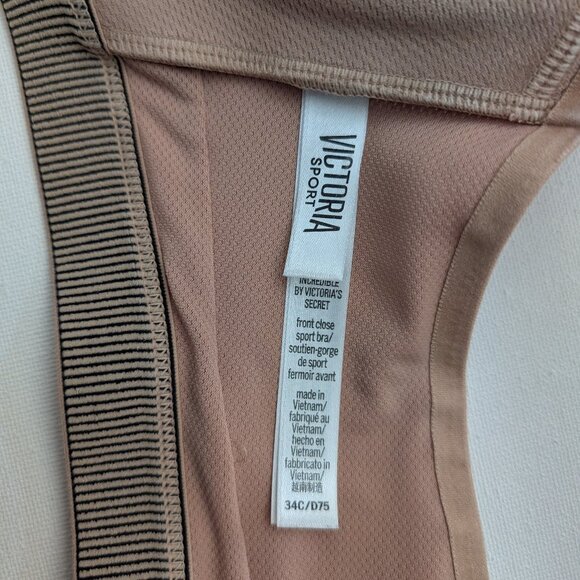 VICTORIA
SPORT
INCREDIBLE
BY VICTORIA'S
SECRET
front close
sport bra/
soutien-gorge
de sport
fermoir avant
made in
Vietnam/
fabriqué au
Vietnam/
hecho en
Vietnam/
fabbricato in
Vietnam/
越南制造
34C/D75